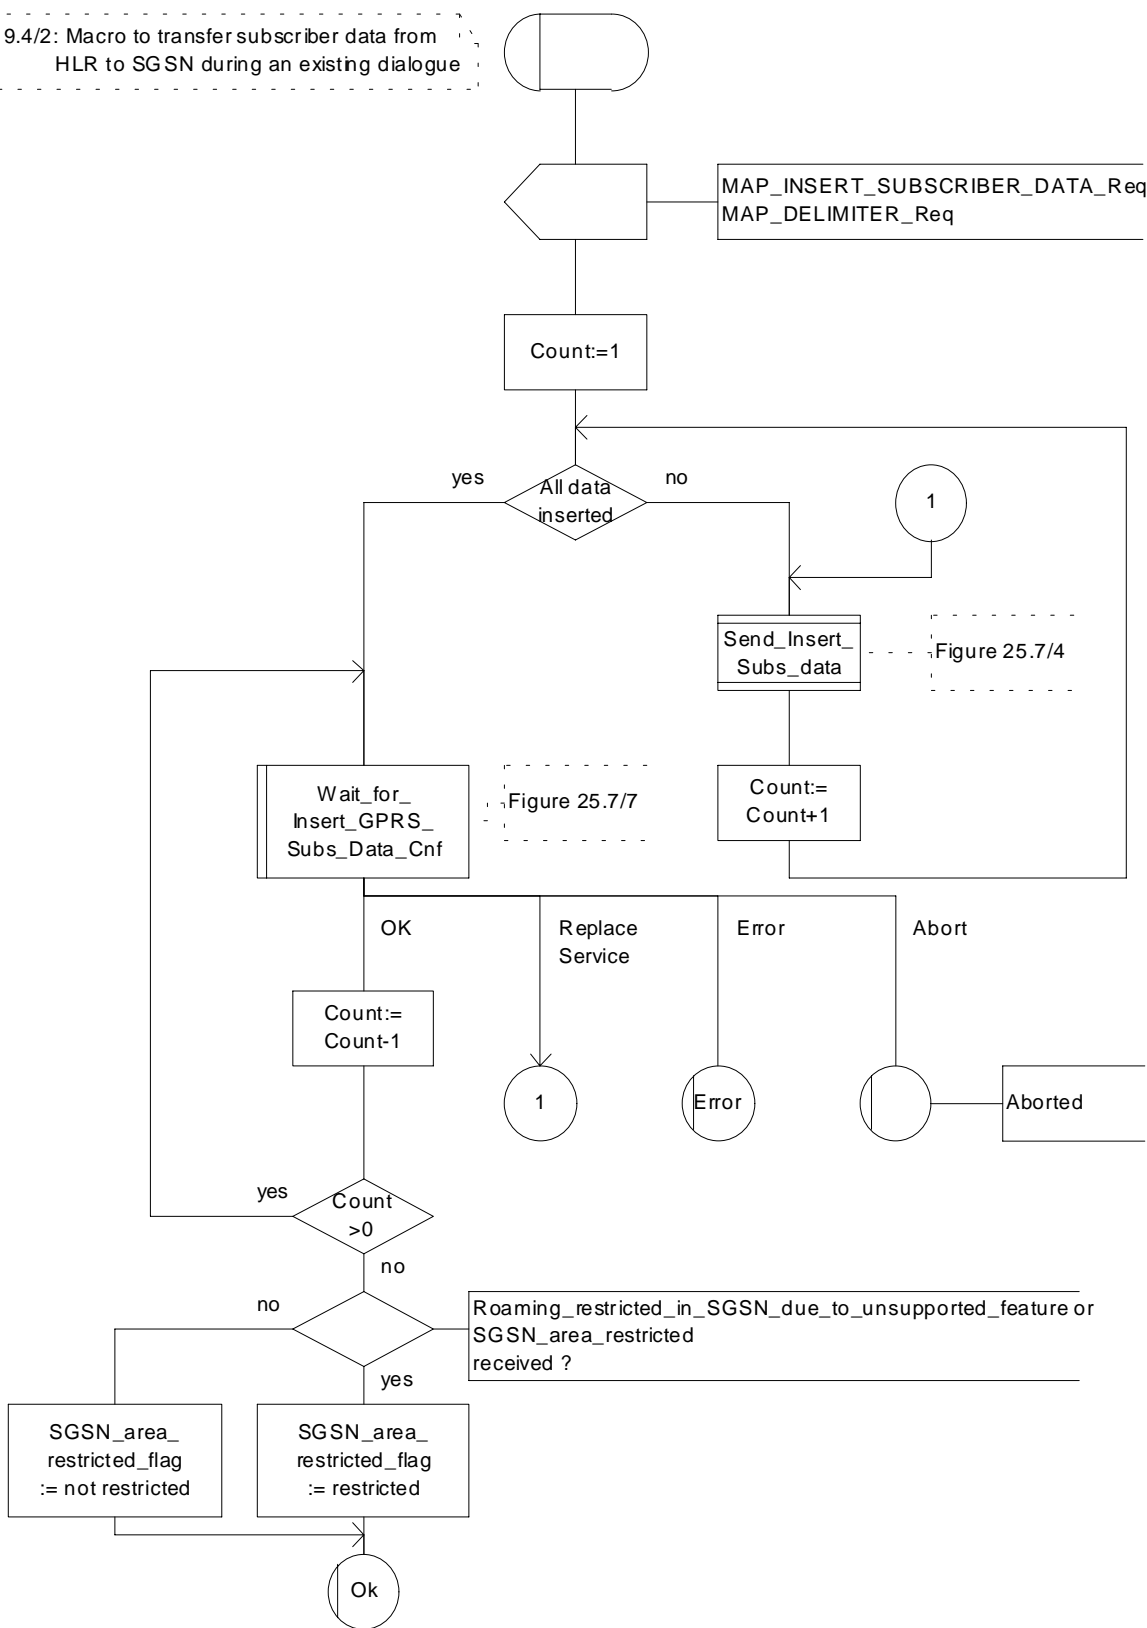 9.4/2: Macro to transfer subscriber data from
HLR to SGSN during an existing dialogue
MAP_INSERT_SUBSCRIBER_DATA_Req
MAP_DELIMITER_Req
Count:=1
yes
All data
inserted
no
1
Send_Insert_
Subs_data
Figure 25.7/4
Wait_for_
Insert_GPRS_
Subs_Data_Cnf
Figure 25.7/7
Count:=
Count+1
OK
Replace
Service
Error
Abort
Count:=
Count-1
1
Error
Aborted
yes
Count
>0
no
no
Roaming_restricted_in_SGSN_due_to_unsupported_feature or
SGSN_area_restricted
received ?
yes
SGSN_area_
restricted_flag
:= not restricted
SGSN_area_
restricted_flag
:= restricted
Ok